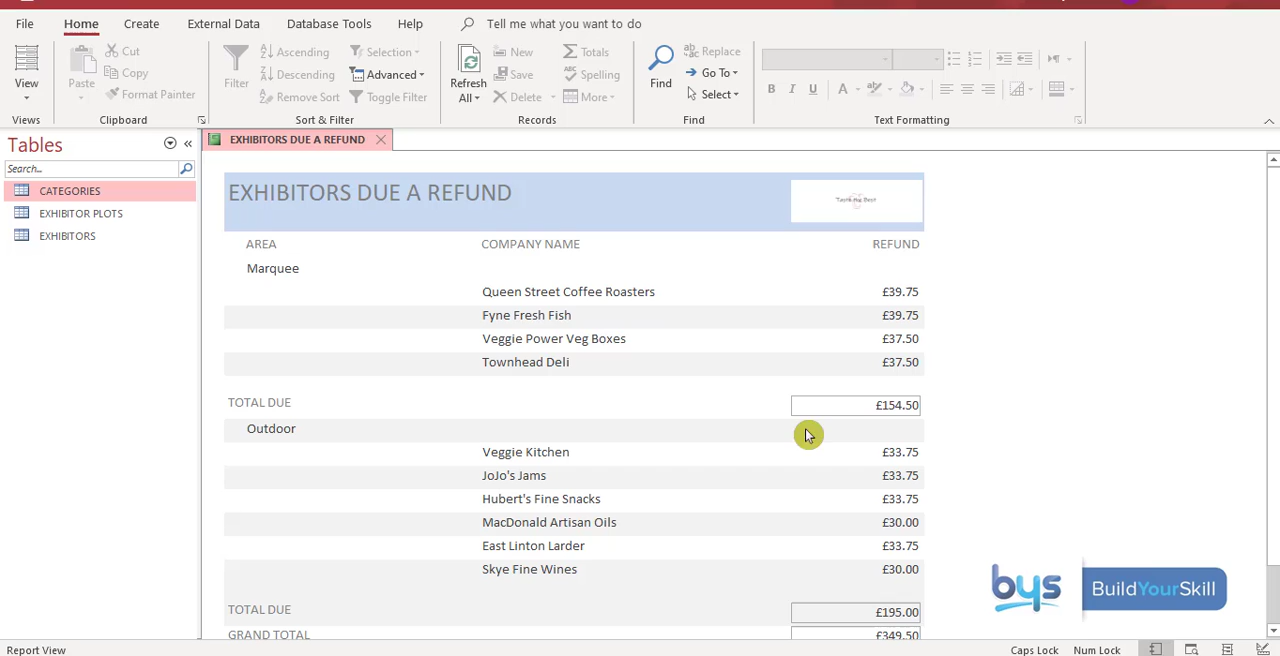 File Home Create External Data Database Tools Help Tell me what you want to do
View
Views
Paste
Cut
Copy
Format Painter
Clipboard
Filter
Ascending
Descending
Remove Sort
Selection
Advanced
Toggle Filter
Sort & Filter
Refresh
All
New
Save
Delete
Totals
Spelling
More
Records
Find
Replace
Go To
Select
Find
B I U A
Text Formatting
Tables
Search...
CATEGORIES
EXHIBITOR PLOTS
EXHIBITORS
EXHIBITORS DUE A REFUND
EXHIBITORS DUE A REFUND
AREA COMPANY NAME REFUND
Marquee
Queen Street Coffee Roasters £39.75
Fyne Fresh Fish £39.75
Veggie Power Veg Boxes £37.50
Townhead Deli £37.50
TOTAL DUE £154.50
Outdoor
Veggie Kitchen £33.75
JoJo's Jams £33.75
Hubert's Fine Snacks £33.75
MacDonald Artisan Oils £30.00
East Linton Larder £33.75
Skye Fine Wines £30.00
TOTAL DUE £195.00
GRAND TOTAL £349.50
bys BuildYourSkill
Report View Caps Lock Num Lock